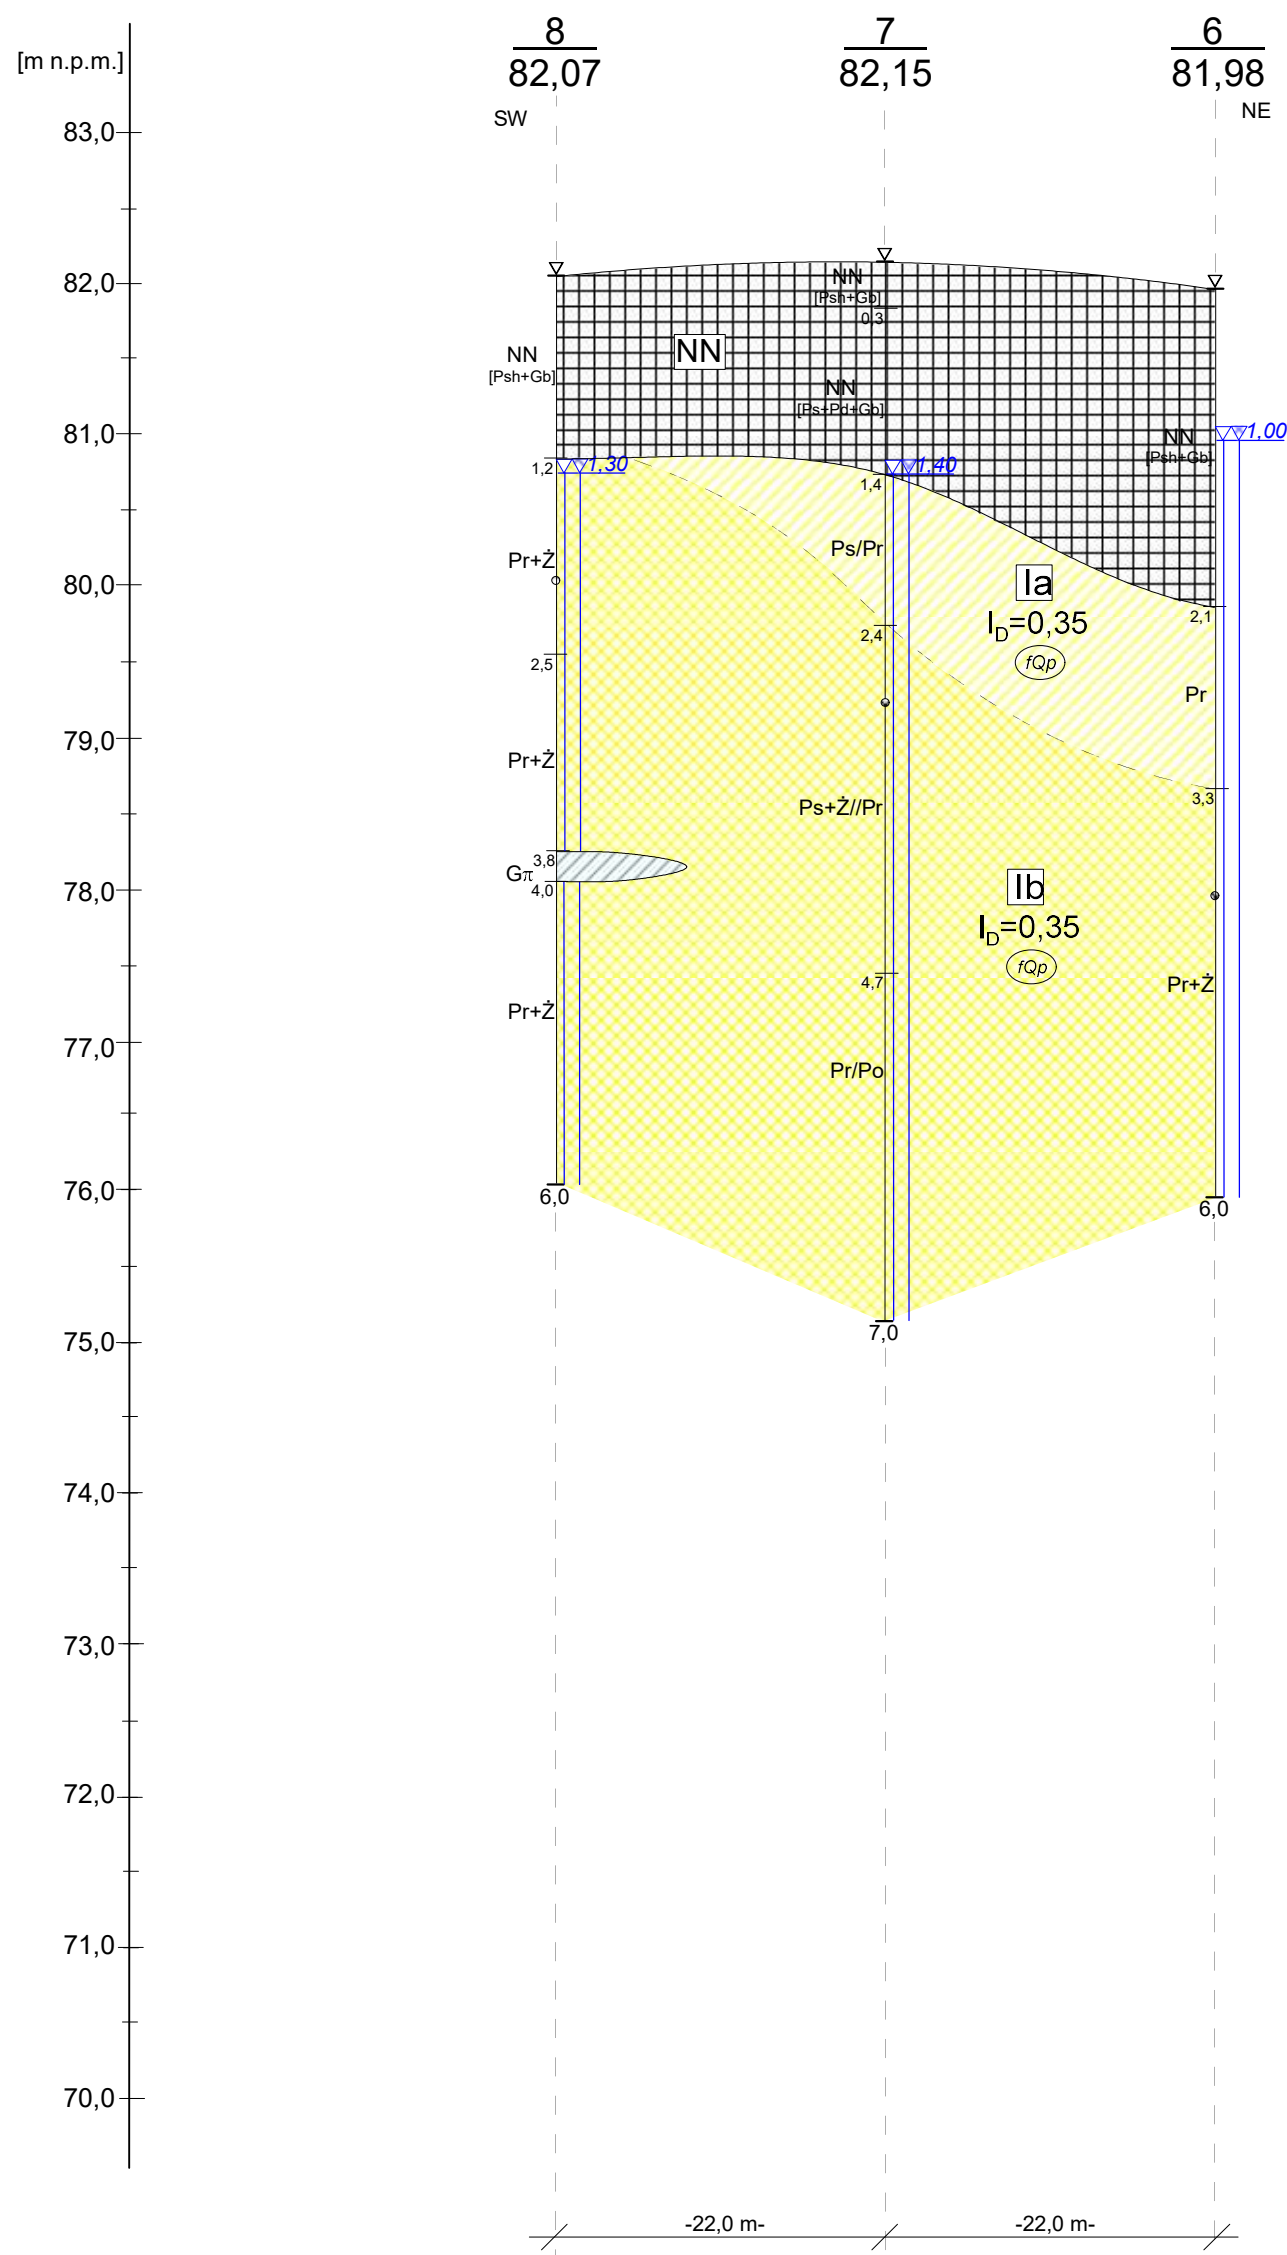 8
7
6
[m n.p.m.]
82,07
82,15
81,98
SW
NE
83,0
82,0
NN
[Psh+Gb]
0,3
NN
NN
[Psh+Gb]
NN
[Ps+Pd+Gb]
81,0
NN
[Psh+Gb]
1.00
1,2
1.30
1.40
1,4
Pr+Ż
Ps/Pr
Ia
80,0
2,1
I_D=0,35
2,4
2,5
fQp
Pr
79,0
Pr+Ż
3,3
Ps+Ż//Pr
3,8
Gπ
78,0
4,0
Ib
I_D=0,35
fQp
4,7
Pr+Ż
Pr+Ż
77,0
Pr/Po
76,0
6,0
6,0
75,0
7,0
74,0
73,0
72,0
71,0
70,0
-22,0 m-
-22,0 m-